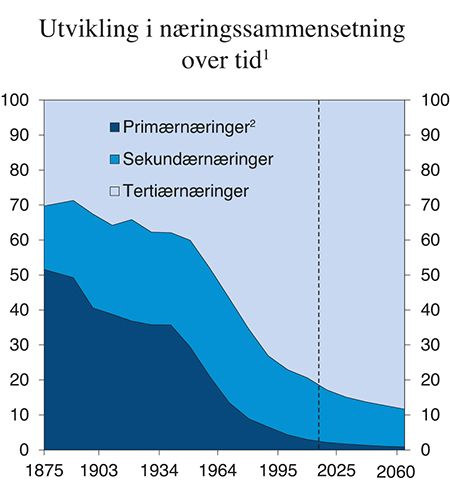 Utvikling i næringssammensetning
over tid¹
100 100
90 90
80 80
70 70
60 60
50 50
40 40
30 30
20 20
10 10
0 0
Primærnæringer²
Sekundærnæringer
Tertiærnæringer
1875 1903 1934 1964 1995 2025 2060